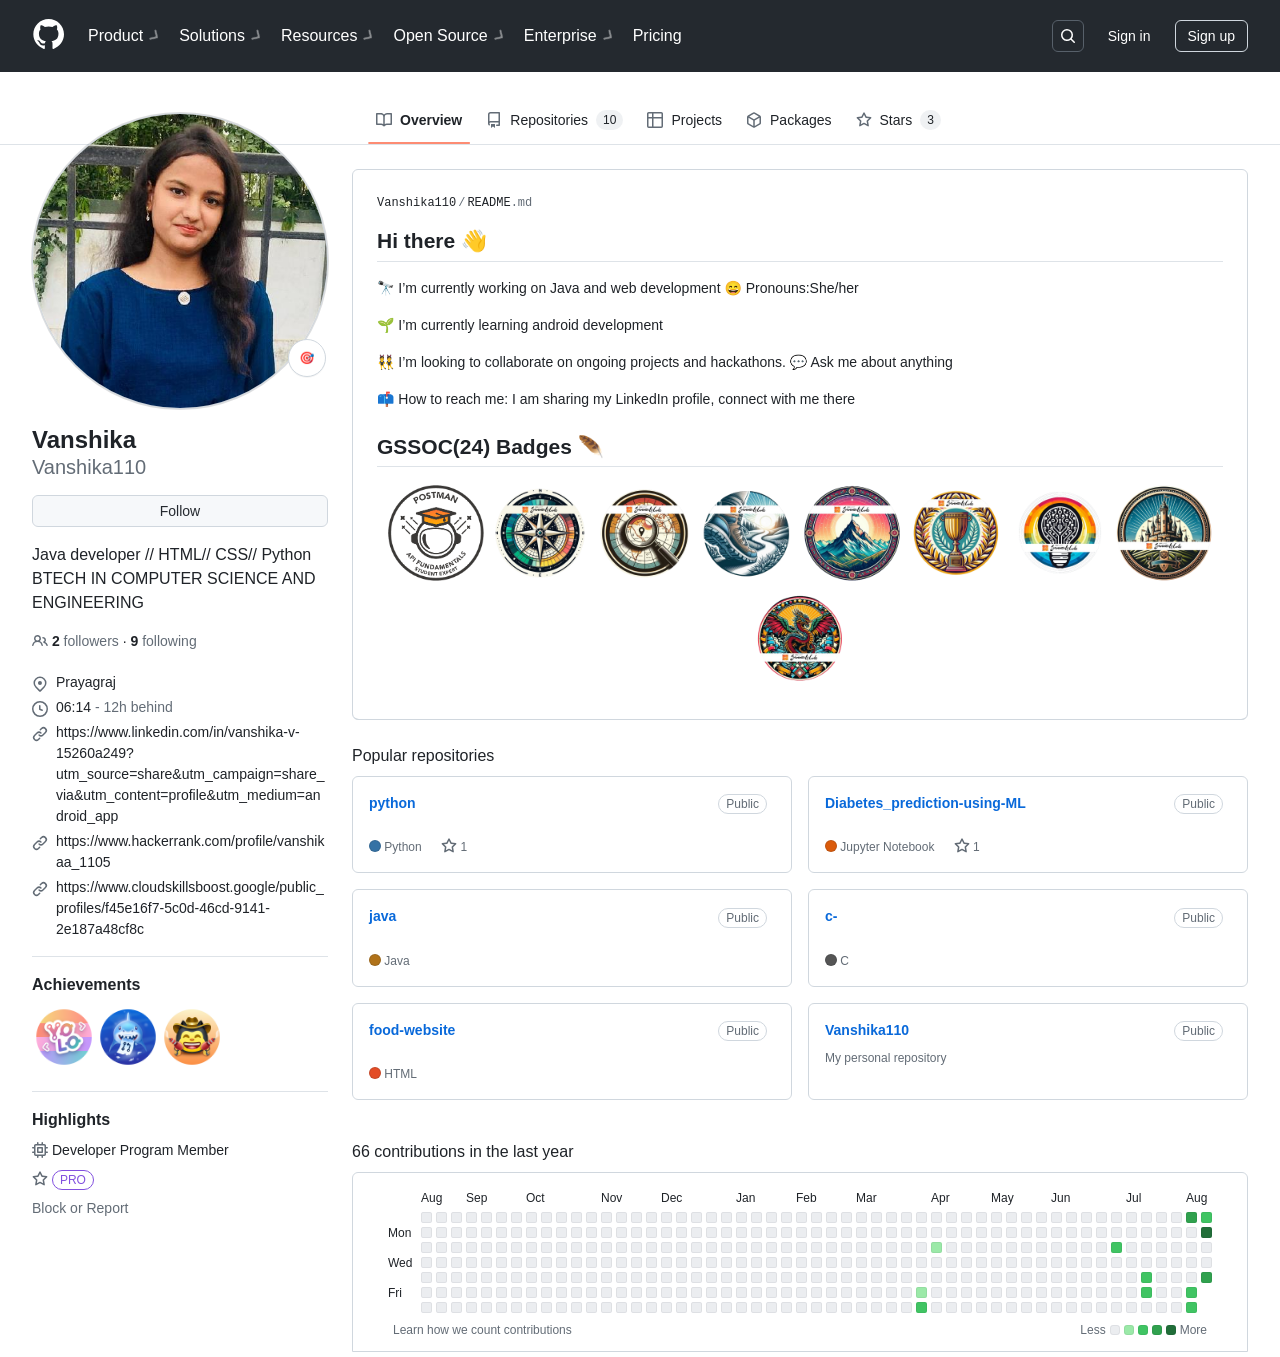 Product Solutions Resources Open Source Enterprise Pricing Sign in Sign up
Overview Repositories 10 Projects Packages Stars 3
Vanshika
Vanshika110
Follow
Java developer // HTML// CSS// Python
BTECH IN COMPUTER SCIENCE AND
ENGINEERING
2 followers · 9 following
Prayagraj
06:14 - 12h behind
https://www.linkedin.com/in/vanshika-v-
15260a249?
utm_source=share&utm_campaign=share_
via&utm_content=profile&utm_medium=an
droid_app
https://www.hackerrank.com/profile/vanshik
aa_1105
https://www.cloudskillsboost.google/public_
profiles/f45e16f7-5c0d-46cd-9141-
2e187a48cf8c
Achievements
YOLO
Highlights
Developer Program Member
PRO
Block or Report
Vanshika110/README.md
Hi there 👋
🔭 I’m currently working on Java and web development 😄 Pronouns:She/her
🌱 I’m currently learning android development
👯 I’m looking to collaborate on ongoing projects and hackathons. 💬 Ask me about anything
📫 How to reach me: I am sharing my LinkedIn profile, connect with me there
GSSOC(24) Badges 🪶
POSTMAN
API FUNDAMENTALS
STUDENT EXPERT
Popular repositories
python Public
Python 1
Diabetes_prediction-using-ML Public
Jupyter Notebook 1
java Public
Java
c- Public
C
food-website Public
HTML
Vanshika110 Public
My personal repository
66 contributions in the last year
Aug Sep Oct Nov Dec Jan Feb Mar Apr May Jun Jul Aug
Mon
Wed
Fri
Learn how we count contributions Less More